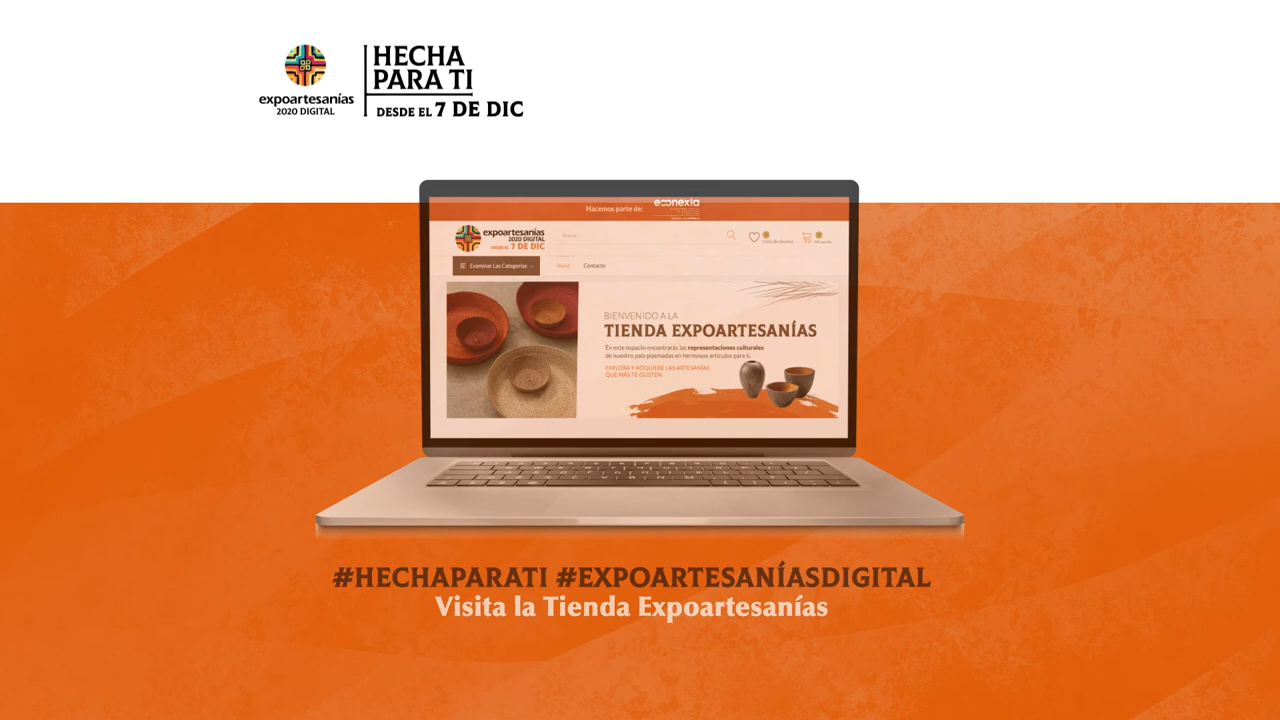 expoartesanías
2020 DIGITAL
HECHA
PARA TI
DESDE EL 7 DE DIC
Hacemos parte de:
econexia
expoartesanías
2020 DIGITAL
DESDE EL 7 DE DIC
Examinar Las Categorías
Inicio
Contacto
BIENVENIDO A LA
TIENDA EXPOARTESANÍAS
En este espacio encontrarás las representaciones culturales
de nuestro país plasmadas en hermosos artículos para ti.
EXPLORA Y ADQUIERE LAS ARTESANÍAS
QUE MÁS TE GUSTEN.
#HECHAPARATI #EXPOARTESANÍASDIGITAL
Visita la Tienda Expoartesanías